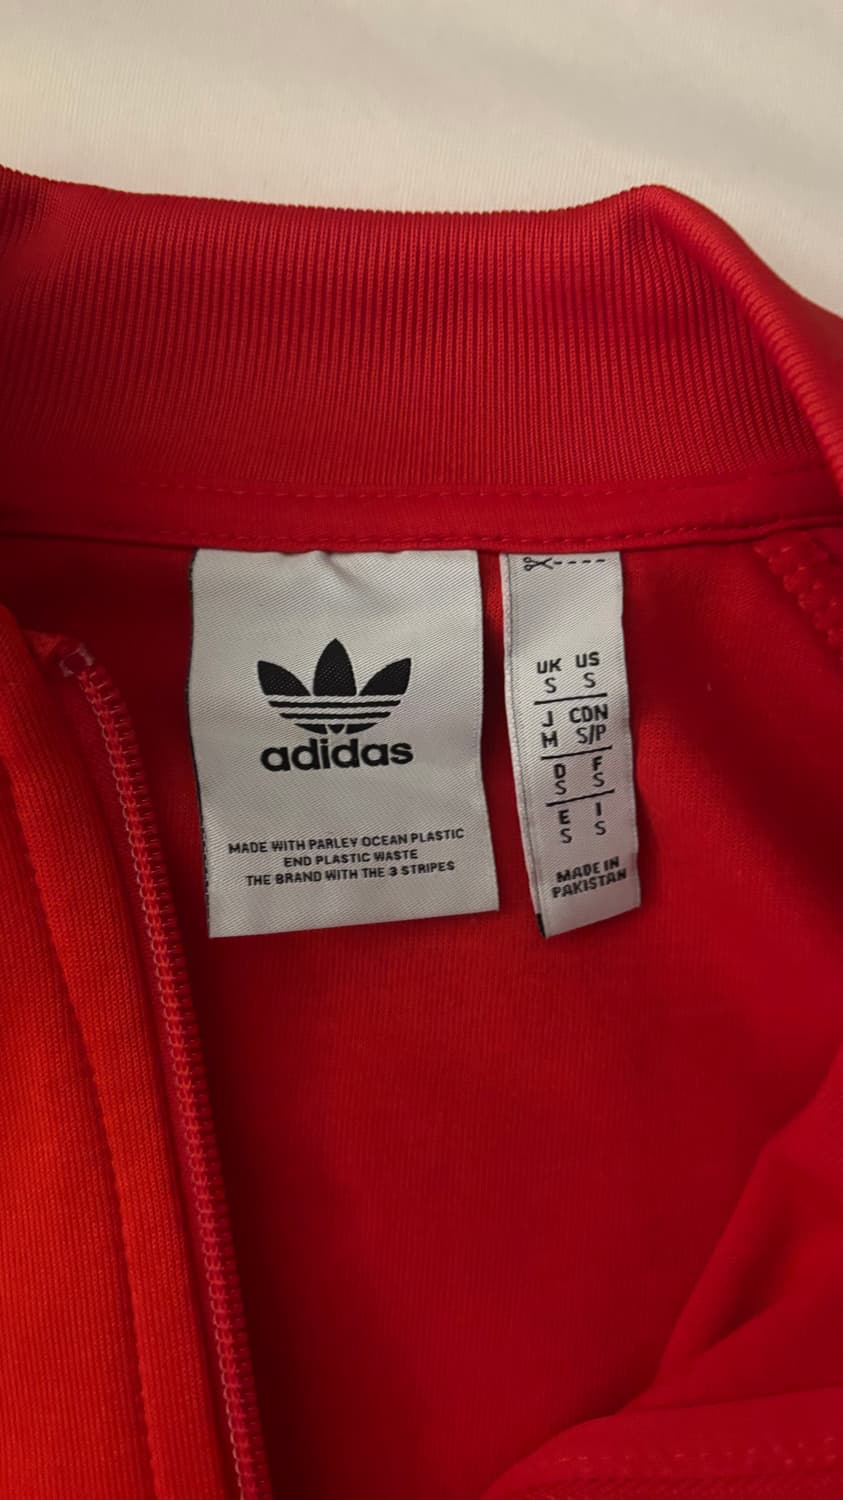 adidas
MADE WITH PARLEY OCEAN PLASTIC
END PLASTIC WASTE
THE BRAND WITH THE 3 STRIPES
UK US
S S
J CDN
M S/P
D F
S S
E I
S S
MADE IN
PAKISTAN